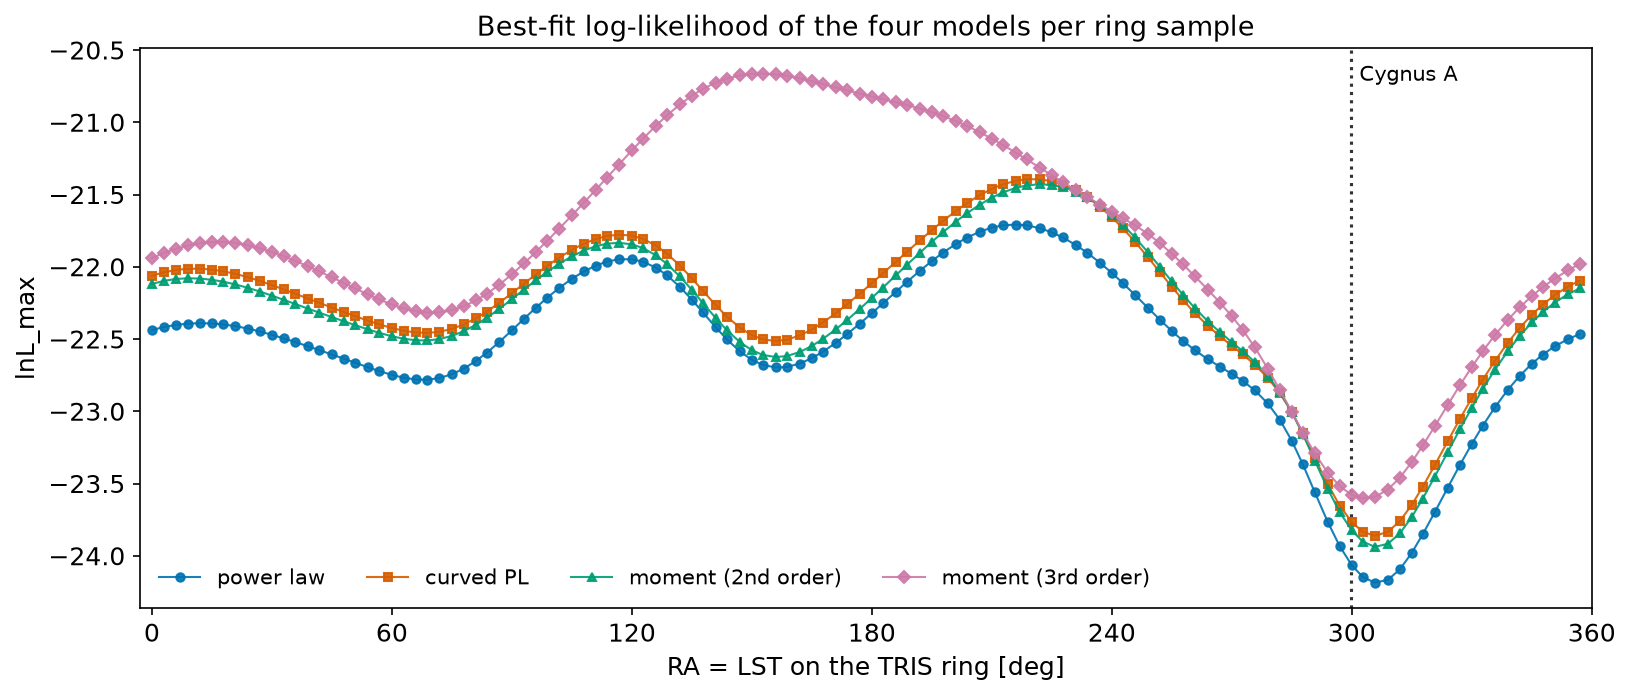 Best-fit log-likelihood of the four models per ring sample
lnL_max
−20.5
−21.0
−21.5
−22.0
−22.5
−23.0
−23.5
−24.0
Cygnus A
power law
curved PL
moment (2nd order)
moment (3rd order)
0
60
120
180
240
300
360
RA = LST on the TRIS ring [deg]